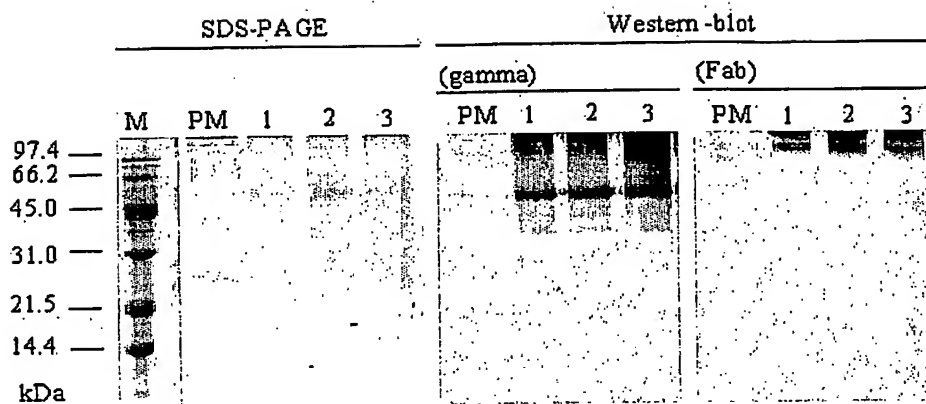 SDS-PAGE Western-blot
(gamma) (Fab)
M PM 1 2 3 PM 1 2 3 PM 1 2 3
97.4
66.2
45.0
31.0
21.5
14.4
kDa